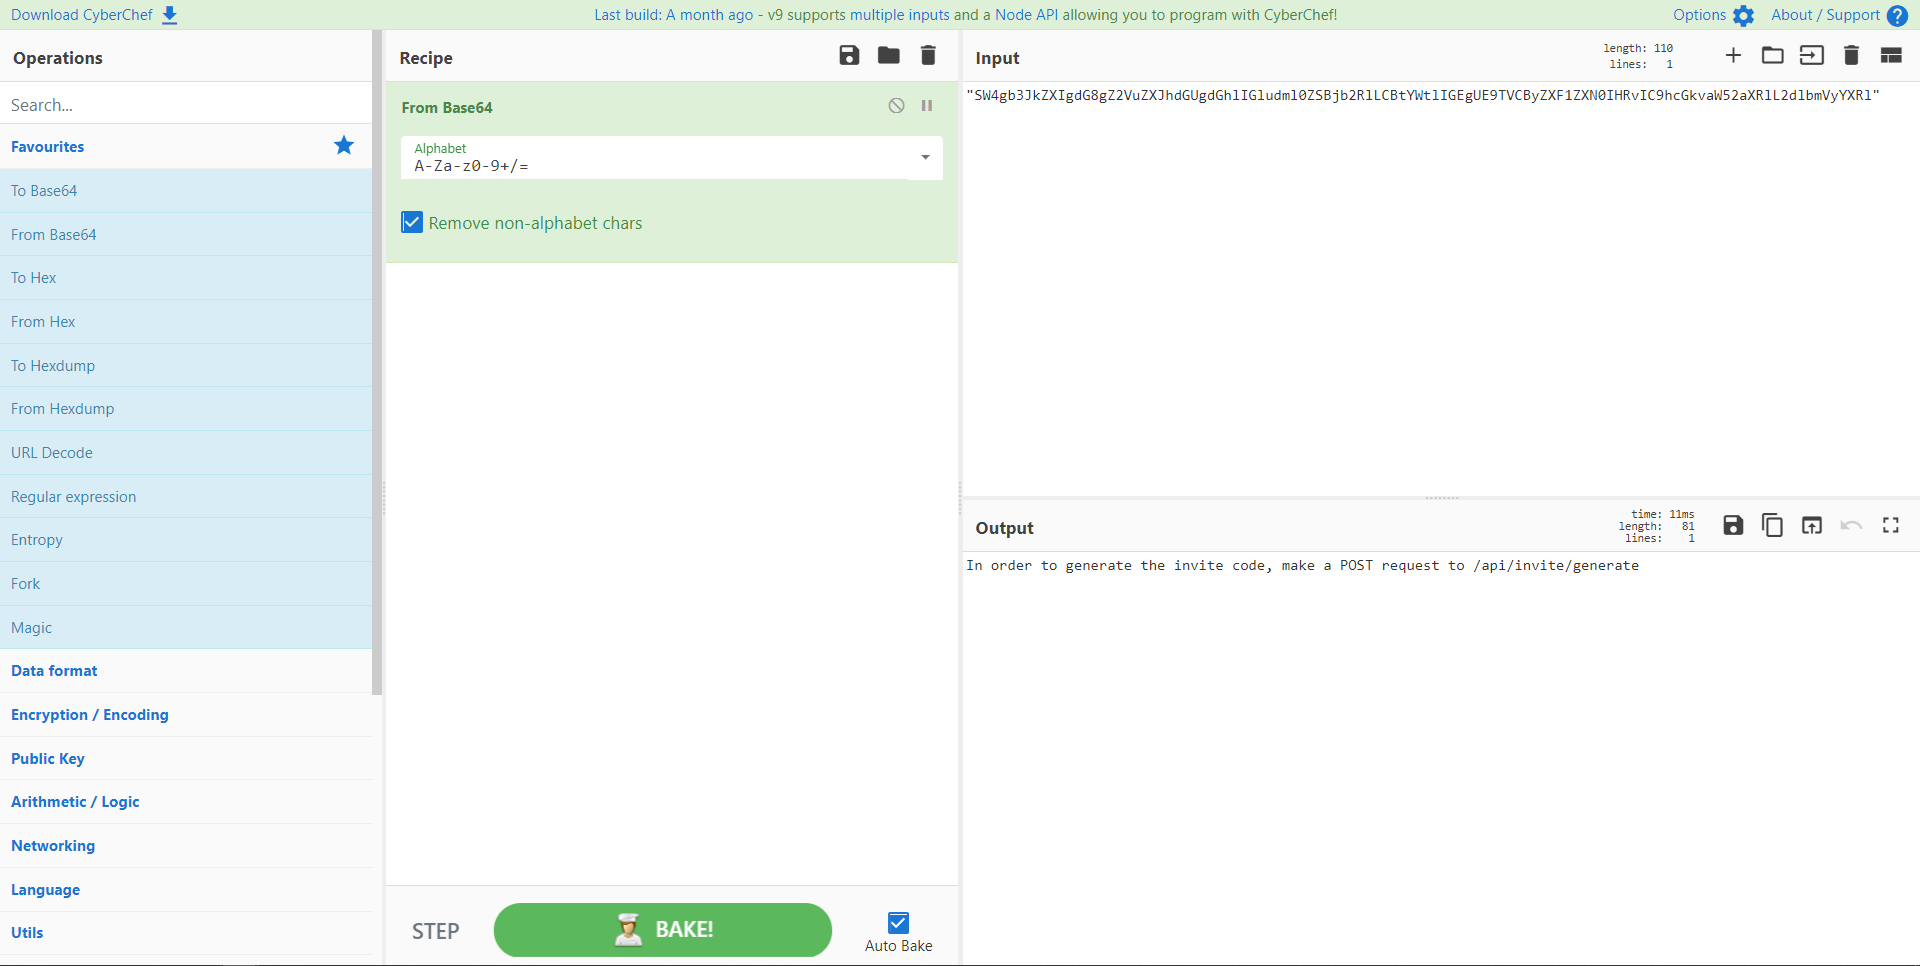 Download CyberChef
Last build: A month ago - v9 supports multiple inputs and a Node API allowing you to program with CyberChef!
Options
About / Support
Operations
Search...
Favourites
To Base64
From Base64
To Hex
From Hex
To Hexdump
From Hexdump
URL Decode
Regular expression
Entropy
Fork
Magic
Data format
Encryption / Encoding
Public Key
Arithmetic / Logic
Networking
Language
Utils
Recipe
From Base64
Alphabet
A-Za-z0-9+/=
Remove non-alphabet chars
STEP
BAKE!
Auto Bake
Input
length: 110
lines: 1
"SW4gb3JkZXIgdG8gZ2VuZXJhdGUgdGhlIGludml0ZSBjb2RlLCBtYWtlIGEgUE9TVCByZXF1ZXN0IHRvIC9hcGkvaW52aXRlL2dlbmVyYXRl"
Output
time: 11ms
length: 81
lines: 1
In order to generate the invite code, make a POST request to /api/invite/generate